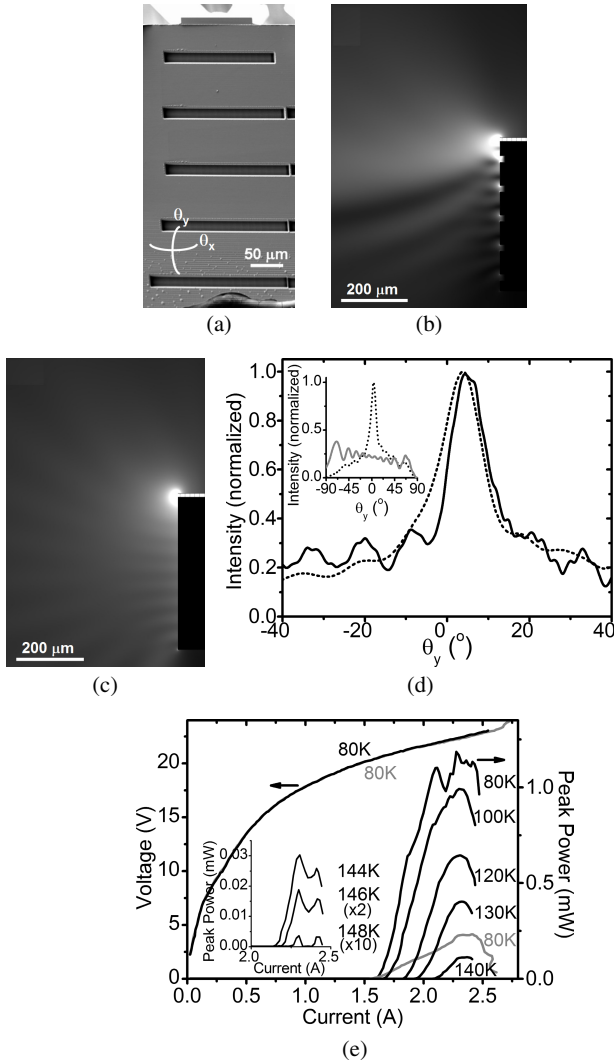 θy
θx
50 μm
(a)
200 μm
(b)
200 μm
(c)
Intensity (normalized)
1.0
0.8
0.6
0.4
0.2
0.0
-40
-20
0
20
40
θy (°)
Intensity (normalized)
1.0
0.5
0.0
-90
-45
0
45
90
θy (°)
(d)
Voltage (V)
20
15
10
5
0
0.0
0.5
1.0
1.5
2.0
2.5
Current (A)
Peak Power (mW)
1.0
0.5
0.0
80K
80K
80K
100K
120K
130K
80K
140K
Peak Power (mW)
0.03
0.02
0.01
0.00
2.0
2.5
Current (A)
144K
146K
(x2)
148K
(x10)
(e)